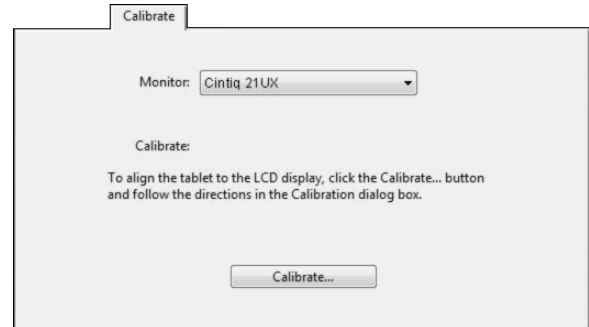 Calibrate
Monitor: Cintiq 21UX
Calibrate:
To align the tablet to the LCD display, click the Calibrate... button
and follow the directions in the Calibration dialog box.
Calibrate...